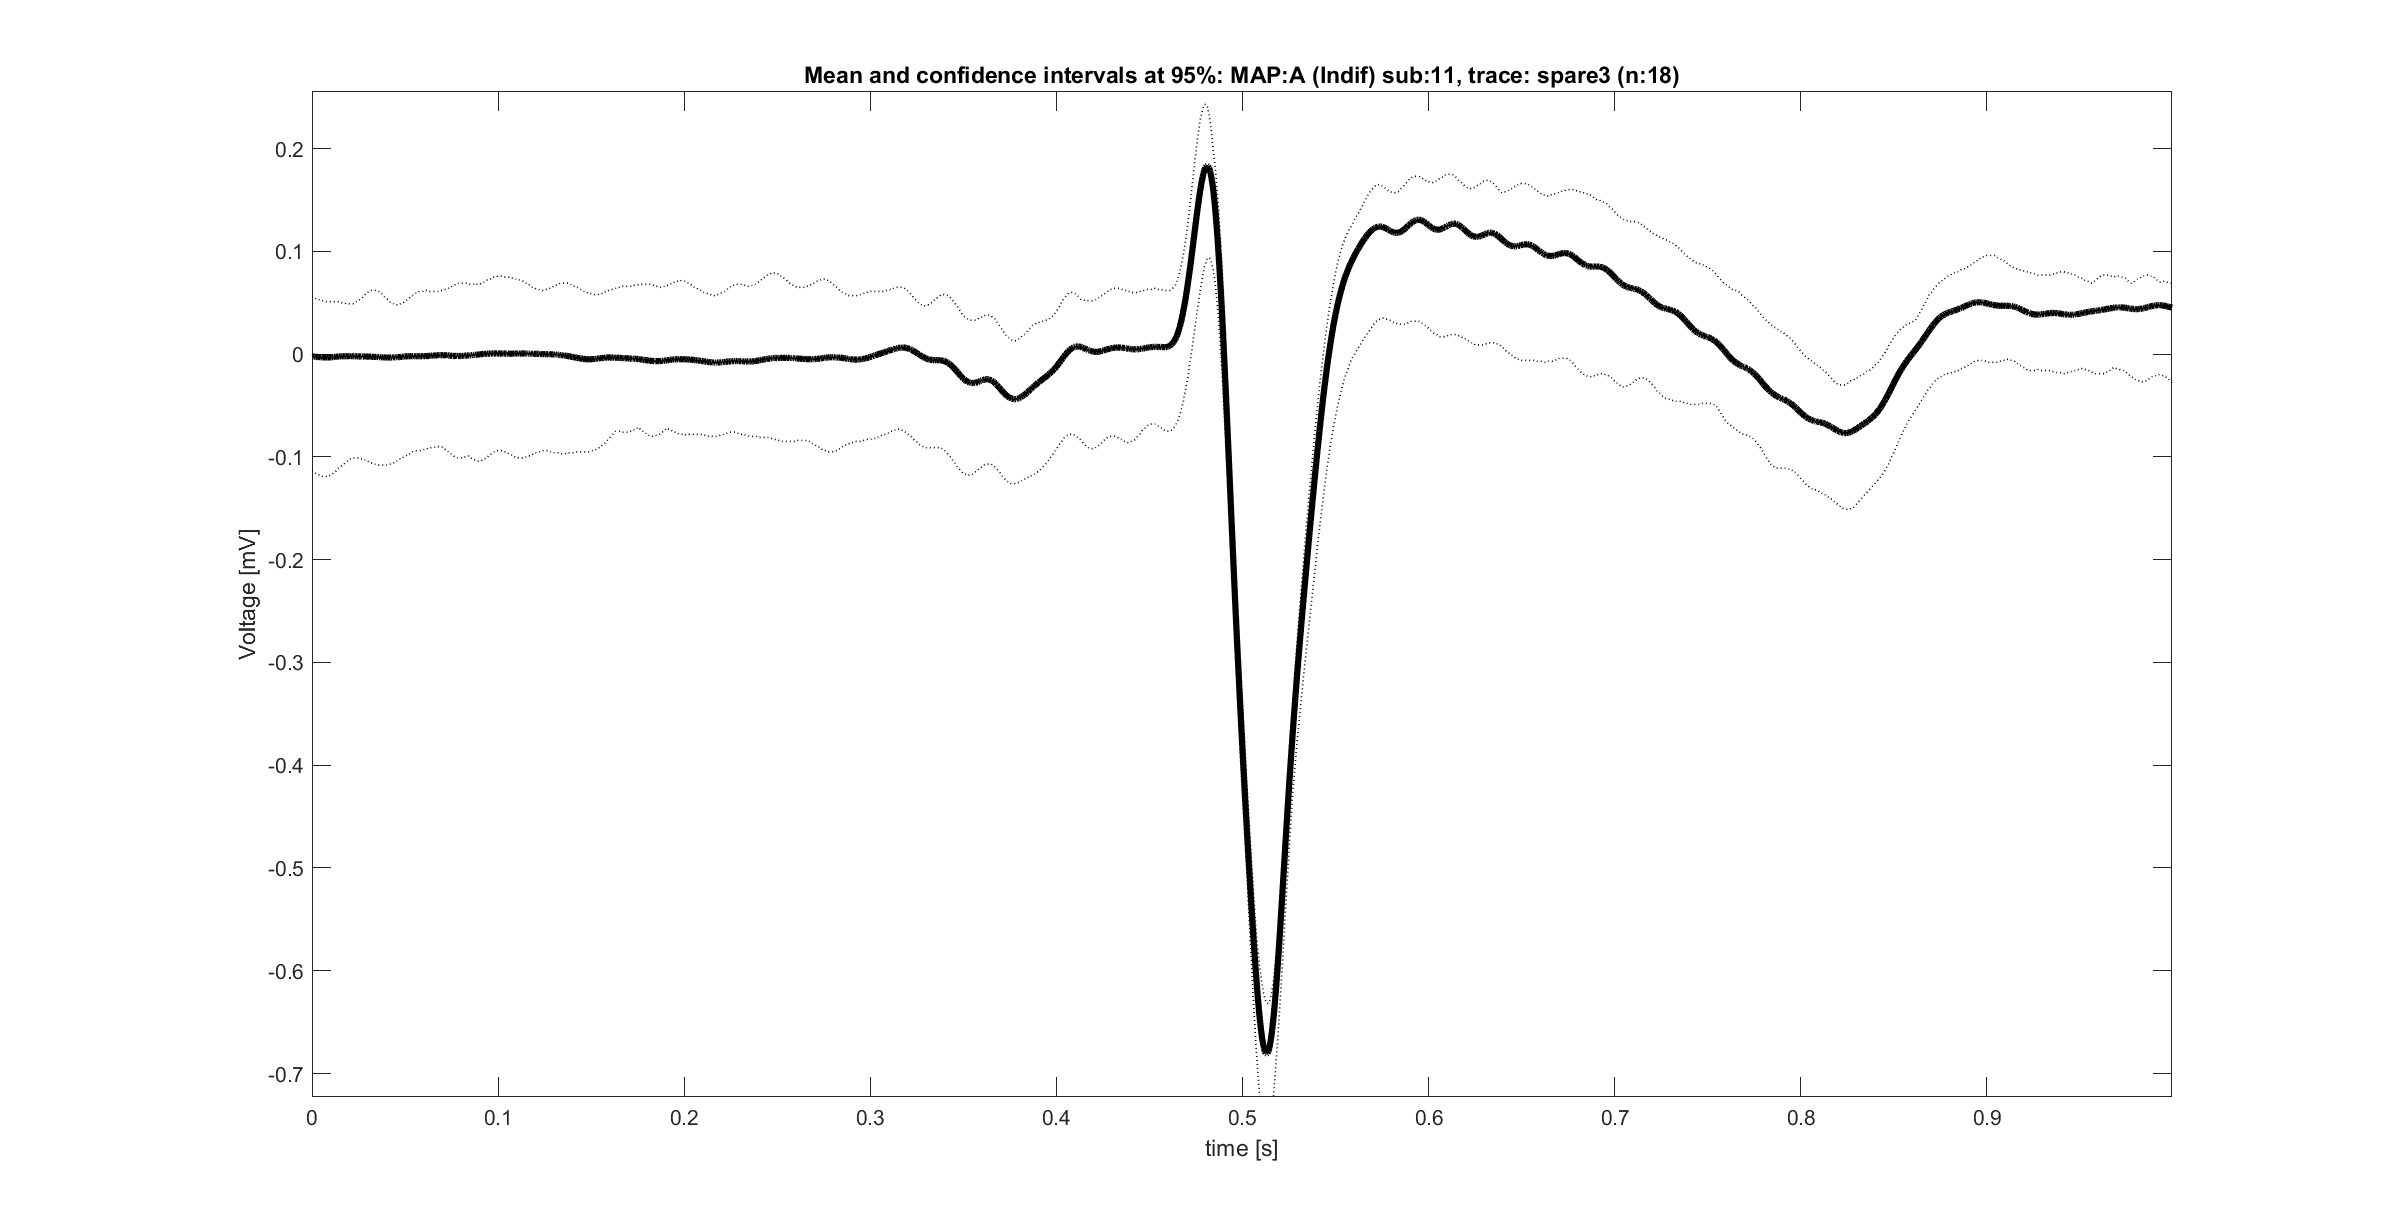 Mean and confidence intervals at 95%: MAP:A (Indif) sub:11, trace: spare3 (n:18)
0.2
0.1
0
-0.1
-0.2
-0.3
-0.4
-0.5
-0.6
-0.7
Voltage [mV]
0 0.1 0.2 0.3 0.4 0.5 0.6 0.7 0.8 0.9
time [s]